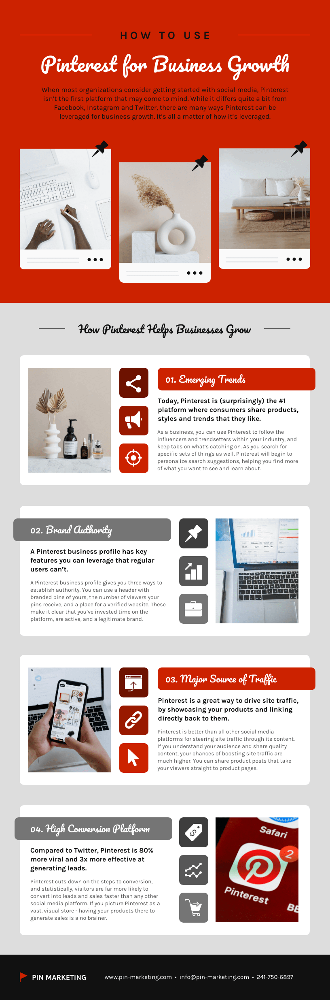 HOW TO USE
Pinterest for Business Growth
When most organizations consider getting started with social media, Pinterest
isn't the first platform that may come to mind. While it differs quite a bit from
Facebook, Instagram and Twitter, there are many ways Pinterest can be
leveraged for business growth. It's all a matter of how it's leveraged.
How Pinterest Helps Businesses Grow
01. Emerging Trends
Today, Pinterest is (surprisingly) the #1
platform where consumers share products,
styles and trends that they like.
As a business, you can use Pinterest to follow the
influencers and trendsetters within your industry, and
keep tabs on what's catching on. As you search for
specific sets of things as well, Pinterest will begin to
personalize search suggestions, helping you find more
of what you want to see and learn about.
02. Brand Authority
A Pinterest business profile has key
features you can leverage that regular
users can't.
A Pinterest business profile gives you three ways to
establish authority. You can use a header with
branded pins of yours, the number of viewers your
pins receive, and a place for a verified website. These
make it clear that you've invested time on the
platform, are active, and a legitimate brand.
03. Major Source of Traffic
Pinterest is a great way to drive site traffic,
by showcasing your products and linking
directly back to them.
Pinterest is better than all other social media
platforms for steering site traffic through its content.
If you understand your audience and share quality
content, your chances of boosting site traffic are
much higher. You can share product posts that take
your viewers straight to product pages.
04. High Conversion Platform
Compared to Twitter, Pinterest is 80%
more viral and 3x more effective at
generating leads.
Pinterest cuts down on the steps to conversion,
and statistically, visitors are far more likely to
convert into leads and sales faster than any other
social media platform. If you picture Pinterest as a
vast, visual store - having your products there to
generate sales is a no brainer.
Safari
2
Pinterest
BB
PIN MARKETING
www.pin-marketing.com • info@pin-marketing.com • 241-750-6897